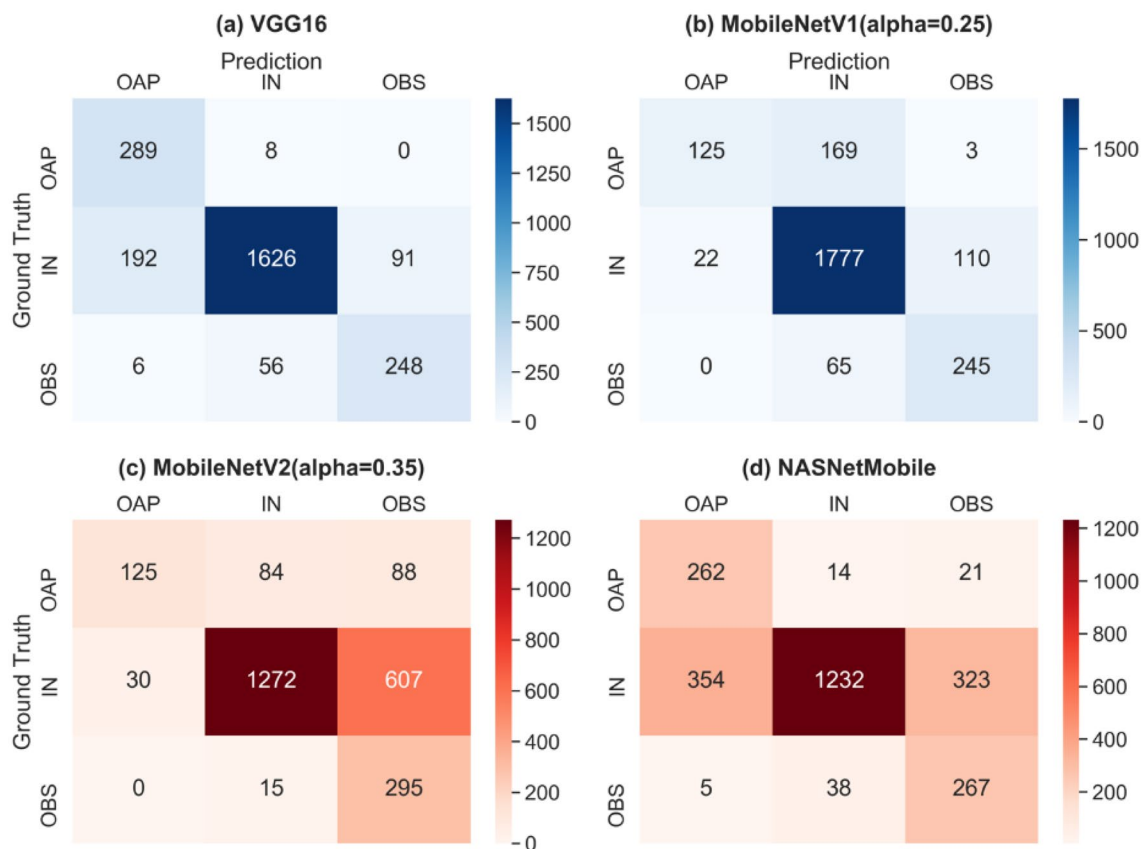 (a) VGG16
Prediction
OAP IN OBS
Ground Truth
OAP 289 8 0
IN 192 1626 91
OBS 6 56 248
1500
1250
1000
750
500
250
0
(b) MobileNetV1(alpha=0.25)
Prediction
OAP IN OBS
OAP 125 169 3
IN 22 1777 110
OBS 0 65 245
1500
1000
500
0
(c) MobileNetV2(alpha=0.35)
OAP IN OBS
Ground Truth
OAP 125 84 88
IN 30 1272 607
OBS 0 15 295
1200
1000
800
600
400
200
0
(d) NASNetMobile
OAP IN OBS
OAP 262 14 21
IN 354 1232 323
OBS 5 38 267
1200
1000
800
600
400
200